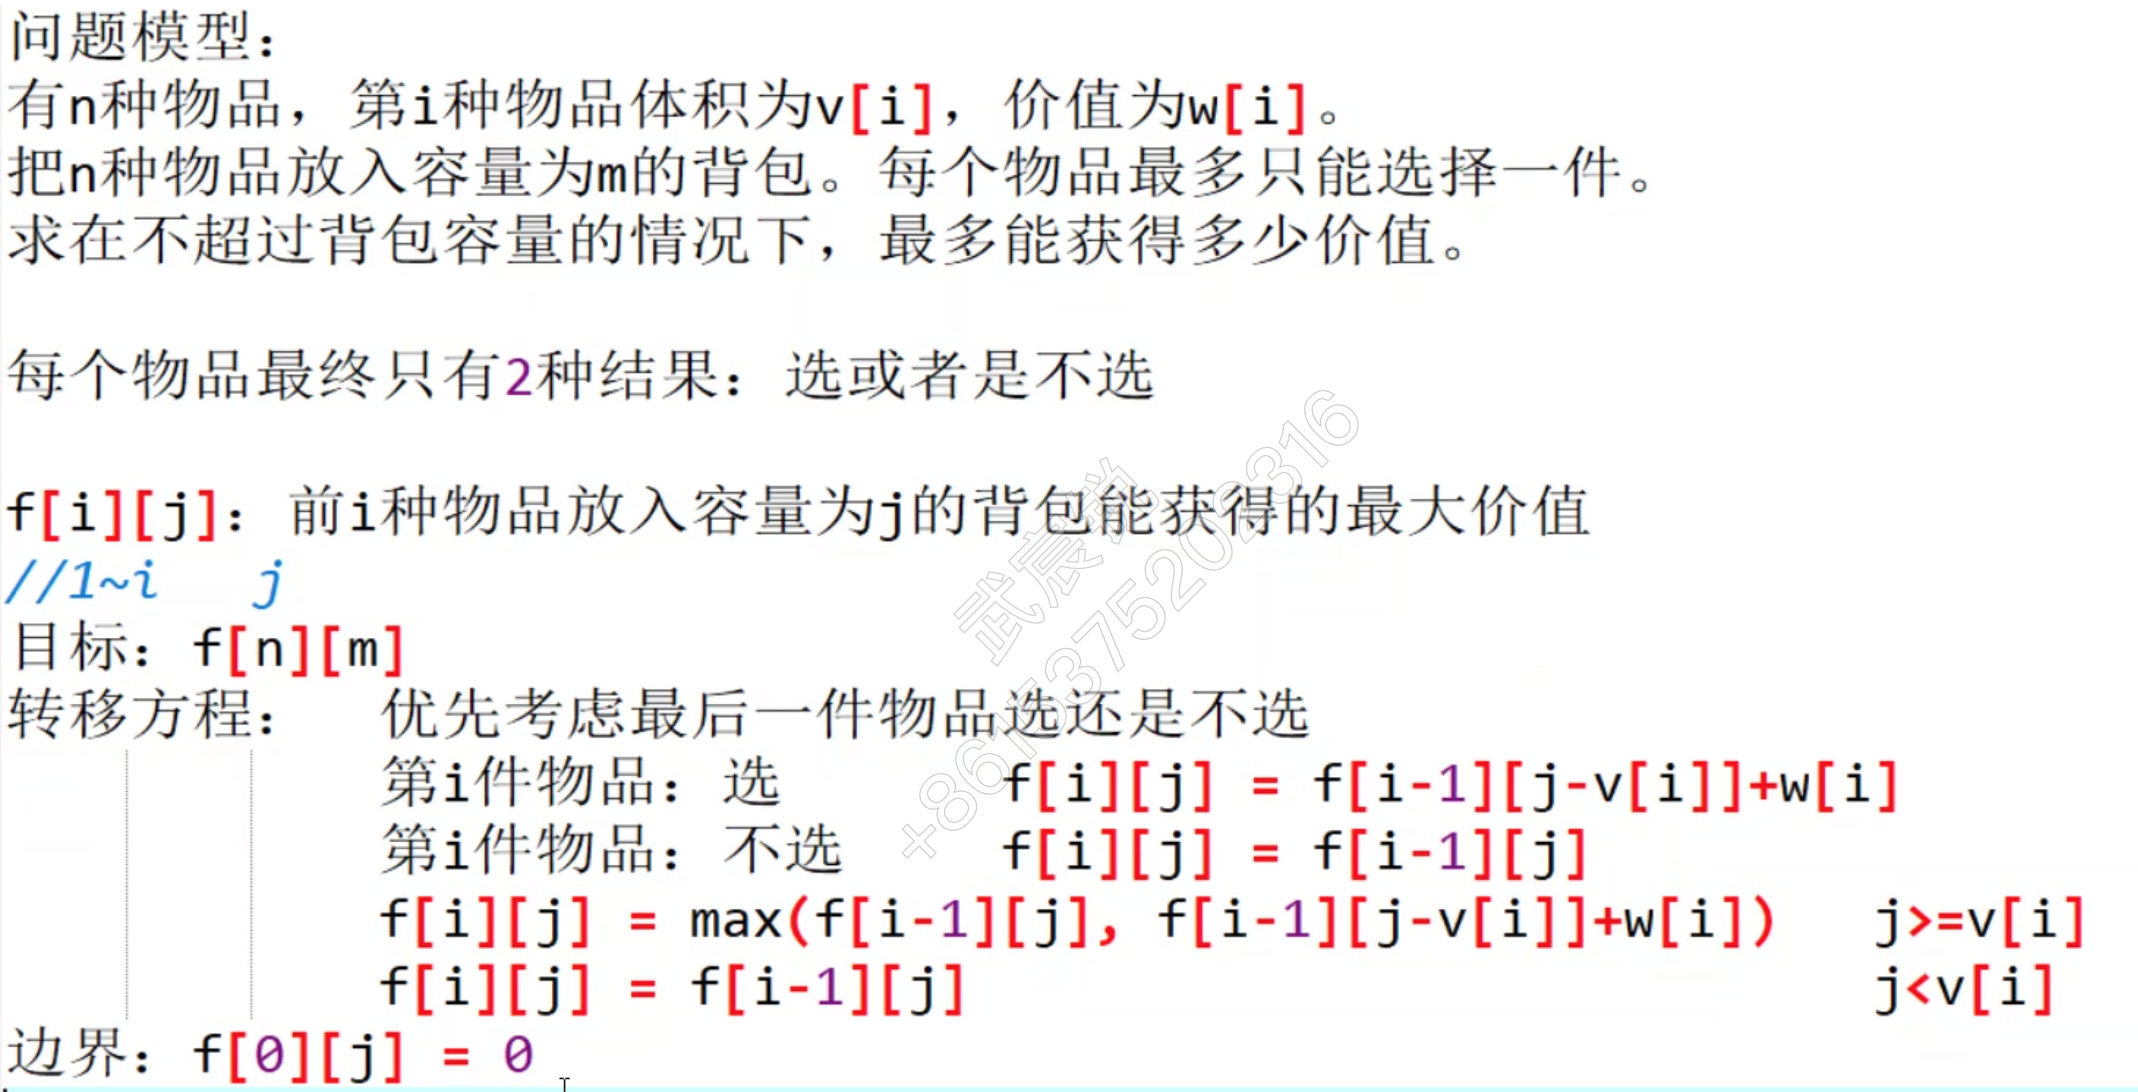 问题模型：
有n种物品，第i种物品体积为v[i]，价值为w[i]。
把n种物品放入容量为m的背包。每个物品最多只能选择一件。
求在不超过背包容量的情况下，最多能获得多少价值。
每个物品最终只有2种结果：选或者是不选
f[i][j]：前i种物品放入容量为j的背包能获得的最大价值
//1~i j
目标：f[n][m]
转移方程： 优先考虑最后一件物品选还是不选
第i件物品：选 f[i][j] = f[i-1][j-v[i]]+w[i]
第i件物品：不选 f[i][j] = f[i-1][j]
f[i][j] = max(f[i-1][j], f[i-1][j-v[i]]+w[i]) j>=v[i]
f[i][j] = f[i-1][j] j<v[i]
边界：f[0][j] = 0
武宸锐
+8615375202316